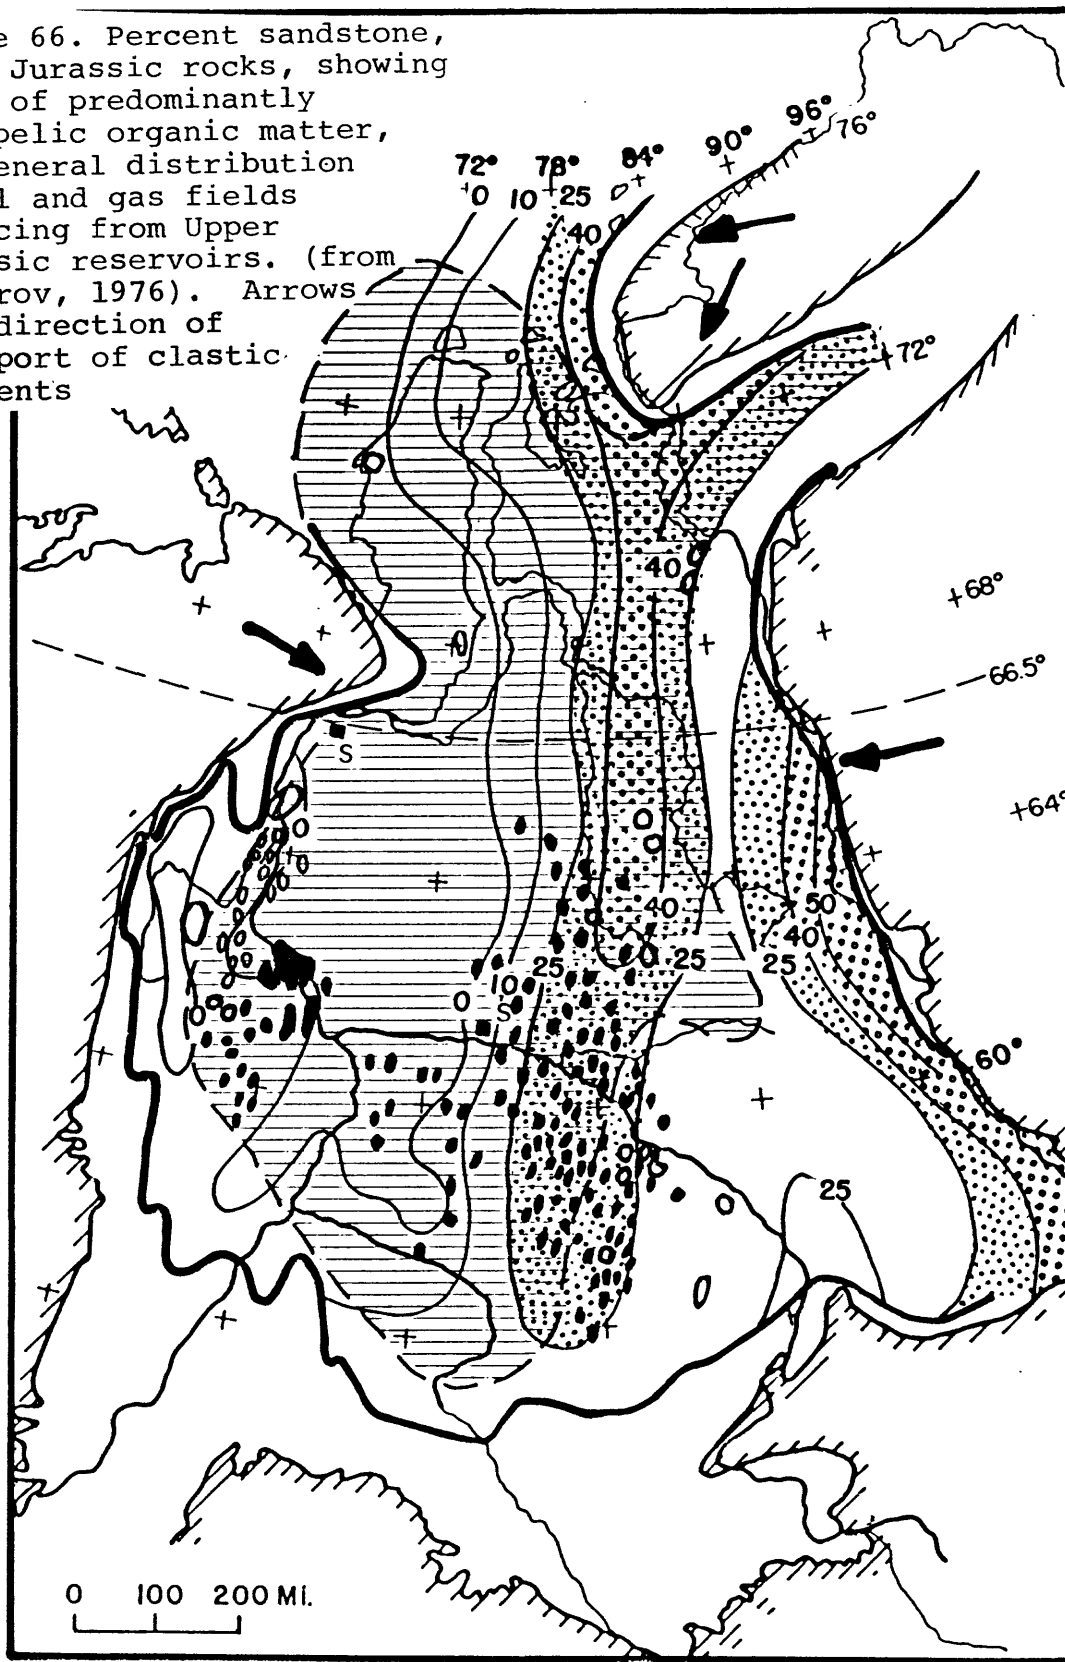 e 66. Percent sandstone,
Jurassic rocks, showing
of predominantly
pelic organic matter,
eneral distribution
l and gas fields
cing from Upper
sic reservoirs. (from
rov, 1976). Arrows
direction of
port of clastic
ents
72° 78° 84° 90° 96° 76°
0 10 25
40
72°
40
68°
66.5°
S
64°
40 50
40
0 10 25 25 25
S
60°
25
0 100 200 MI.